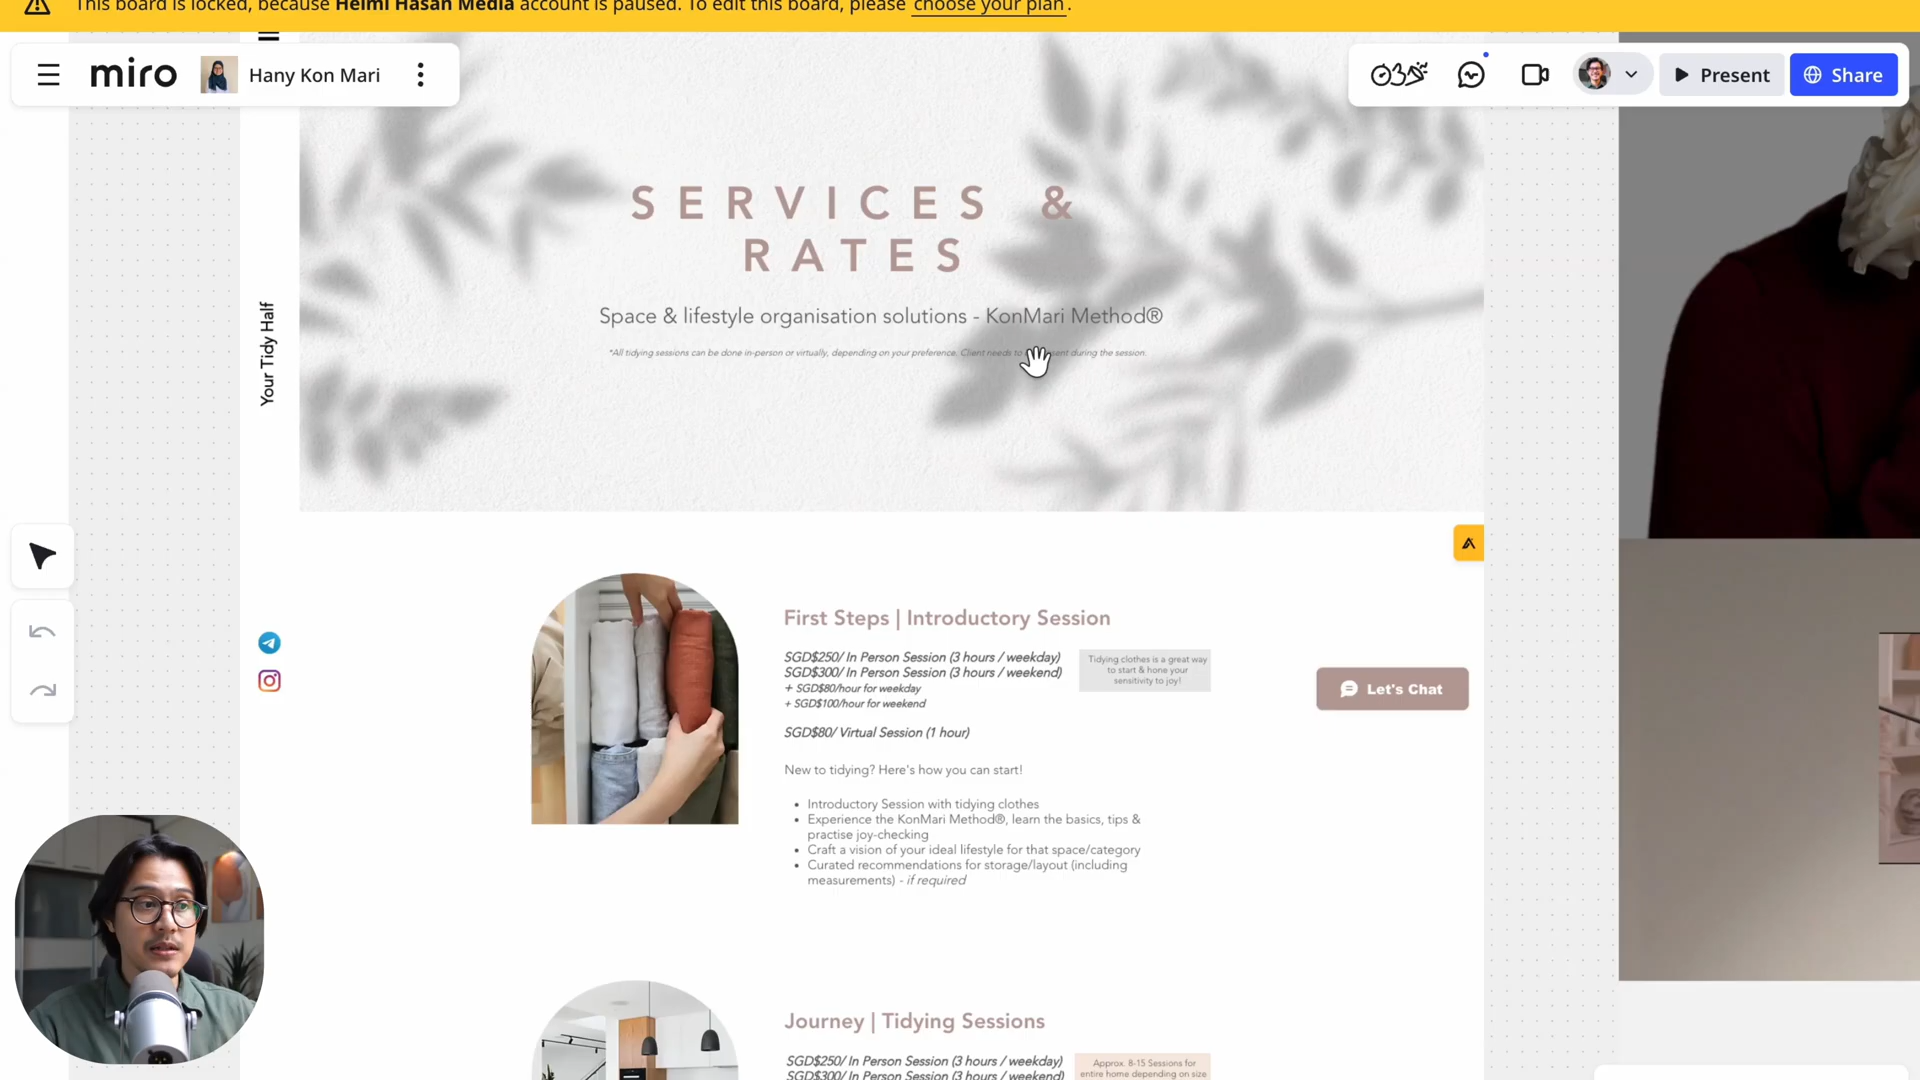 This board is locked, because Helmi Hasan Media account is paused. To edit this board, please choose your plan.
miro
Hany Kon Mari
Present
Share
SERVICES &
RATES
Space & lifestyle organisation solutions - KonMari Method®
*All tidying sessions can be done in-person or virtually, depending on your preference. Client needs to during the session.
Your Tidy Half
First Steps | Introductory Session
SGD$250/ In Person Session (3 hours / weekday)
SGD$300/ In Person Session (3 hours / weekend)
+ SGD$80/hour for weekday
+ SGD$100/hour for weekend
Tidying clothes is a great way
to start & hone your
sensitivity to joy!
SGD$80/ Virtual Session (1 hour)
Let's Chat
New to tidying? Here's how you can start!
• Introductory Session with tidying clothes
• Experience the KonMari Method®, learn the basics, tips &
practise joy-checking
• Craft a vision of your ideal lifestyle for that space/category
• Curated recommendations for storage/layout (including
measurements) - if required
Journey | Tidying Sessions
SGD$250/ In Person Session (3 hours / weekday)
SGD$300/ In Person Session (3 hours / weekend)
Approx. 8-15 Sessions for
entire home depending on size